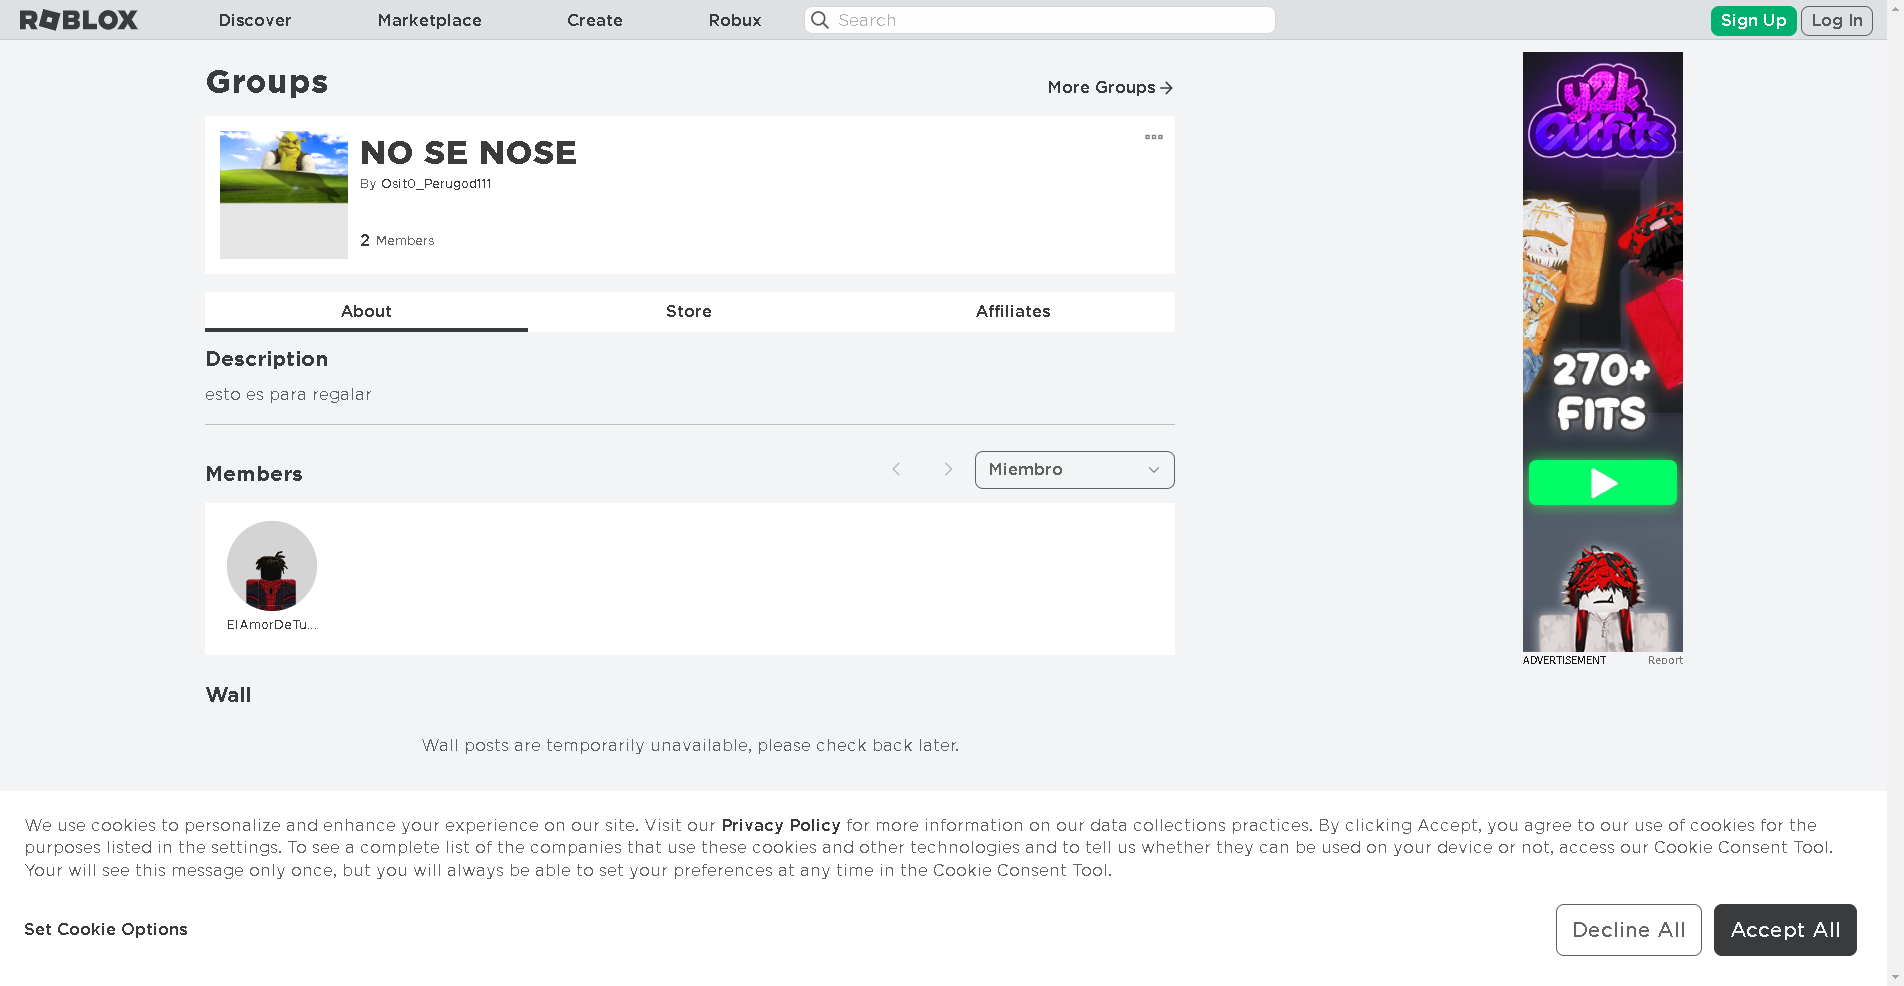 ROBLOX Discover Marketplace Create Robux Search Sign Up Log In
Groups
More Groups
NO SE NOSE
By Osit0_Perugod111
2 Members
About Store Affiliates
Description
esto es para regalar
Members
Miembro
ElAmorDeTu...
Wall
Wall posts are temporarily unavailable, please check back later.
y2k
Outfits
270+
FITS
ADVERTISEMENT Report
We use cookies to personalize and enhance your experience on our site. Visit our Privacy Policy for more information on our data collections practices. By clicking Accept, you agree to our use of cookies for the
purposes listed in the settings. To see a complete list of the companies that use these cookies and other technologies and to tell us whether they can be used on your device or not, access our Cookie Consent Tool.
Your will see this message only once, but you will always be able to set your preferences at any time in the Cookie Consent Tool.
Set Cookie Options
Decline All Accept All